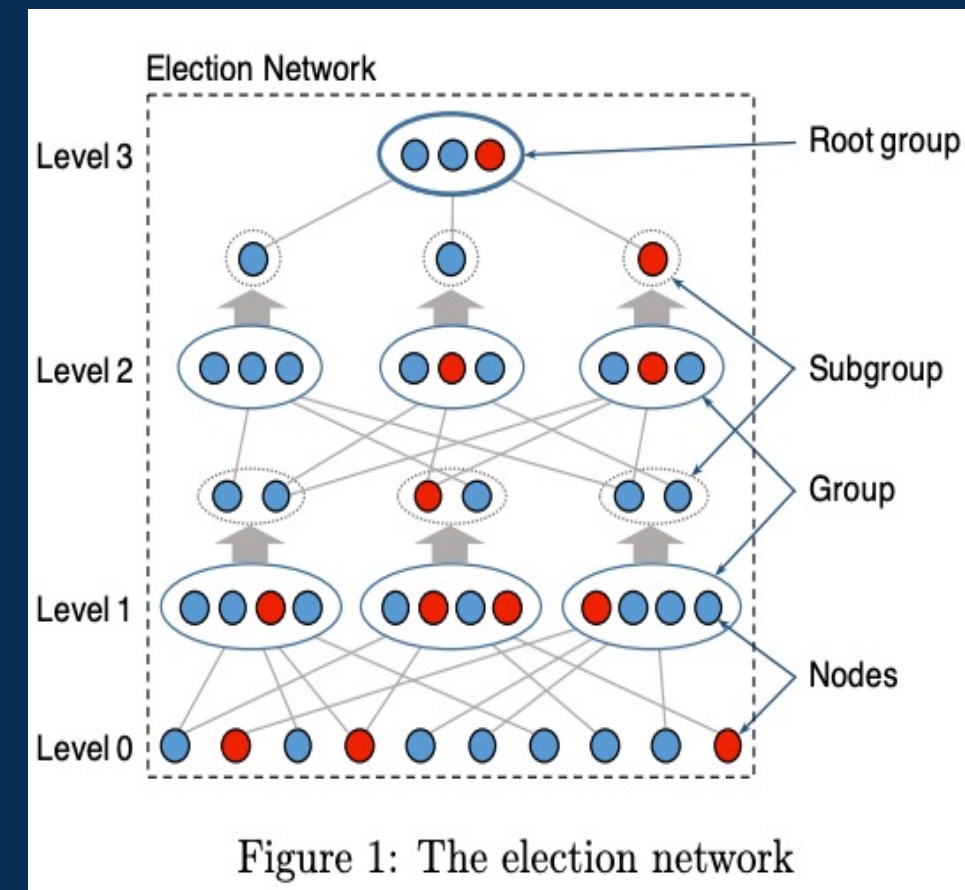 Election Network
Level 3
Root group
Level 2
Subgroup
Group
Level 1
Nodes
Level 0
Figure 1: The election network